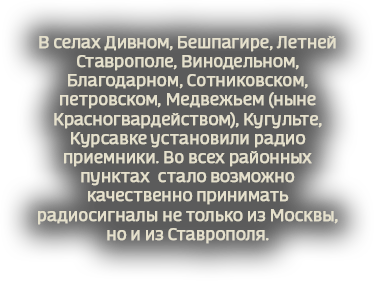 В селах Дивном, Бешпагире, Летней
Ставрополе, Винодельном,
Благодарном, Сотниковском,
петровском, Медвежьем (ныне
Красногвардейством), Кугульте,
Курсавке установили радио
приемники. Во всех районных
пунктах стало возможно
качественно принимать
радиосигналы не только из Москвы,
но и из Ставрополя.